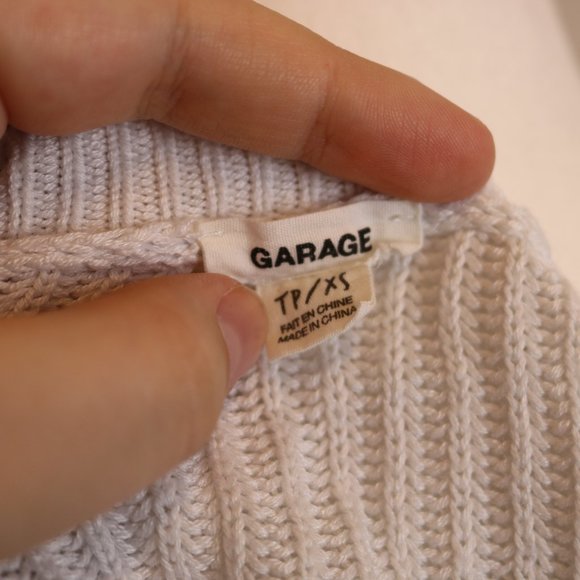 GARAGE
TP/XS
FAIT EN CHINE
MADE IN CHINA